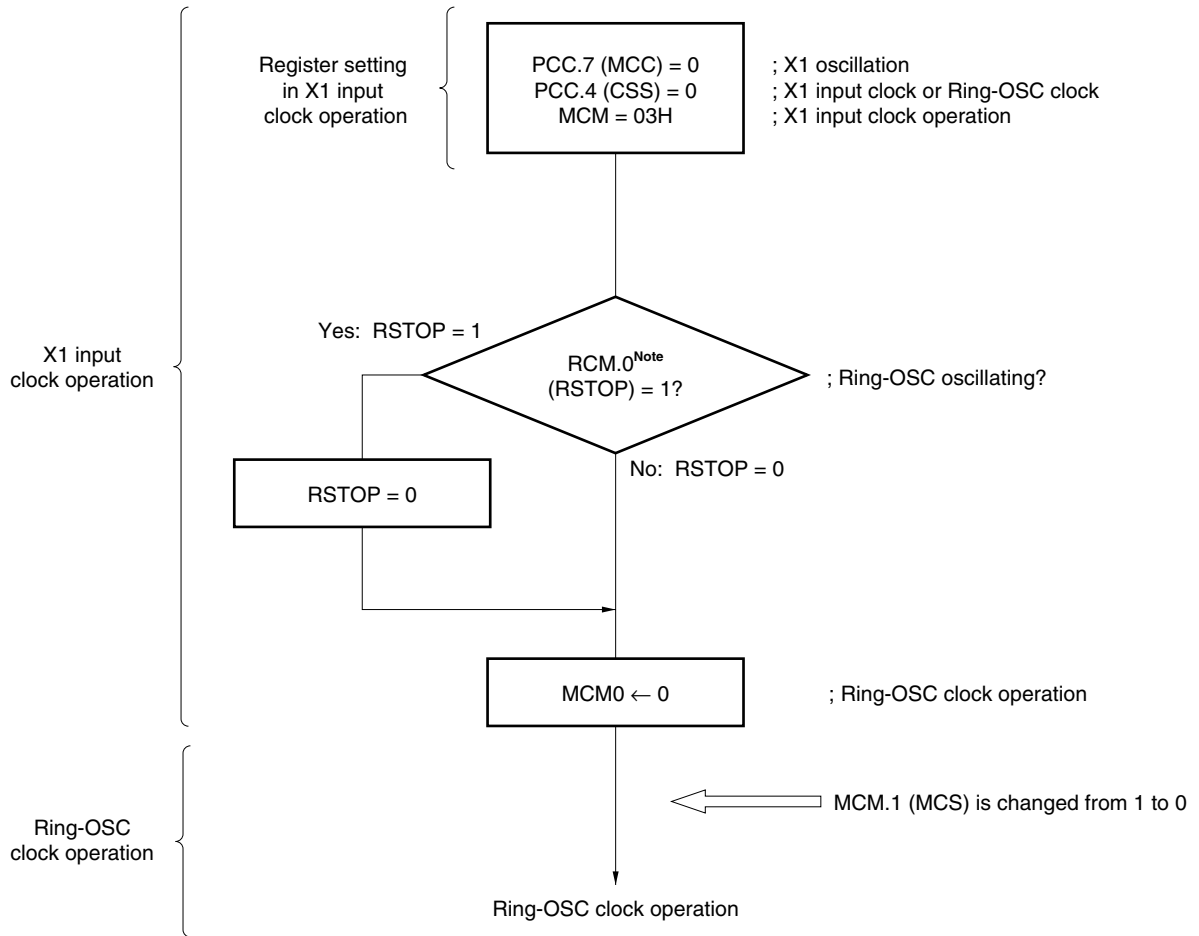 Register setting
in X1 input
clock operation
PCC.7 (MCC) = 0
PCC.4 (CSS) = 0
MCM = 03H
; X1 oscillation
; X1 input clock or Ring-OSC clock
; X1 input clock operation
X1 input
clock operation
Yes: RSTOP = 1
RCM.0Note
(RSTOP) = 1?
; Ring-OSC oscillating?
No: RSTOP = 0
RSTOP = 0
MCM0 ← 0
; Ring-OSC clock operation
Ring-OSC
clock operation
MCM.1 (MCS) is changed from 1 to 0
Ring-OSC clock operation